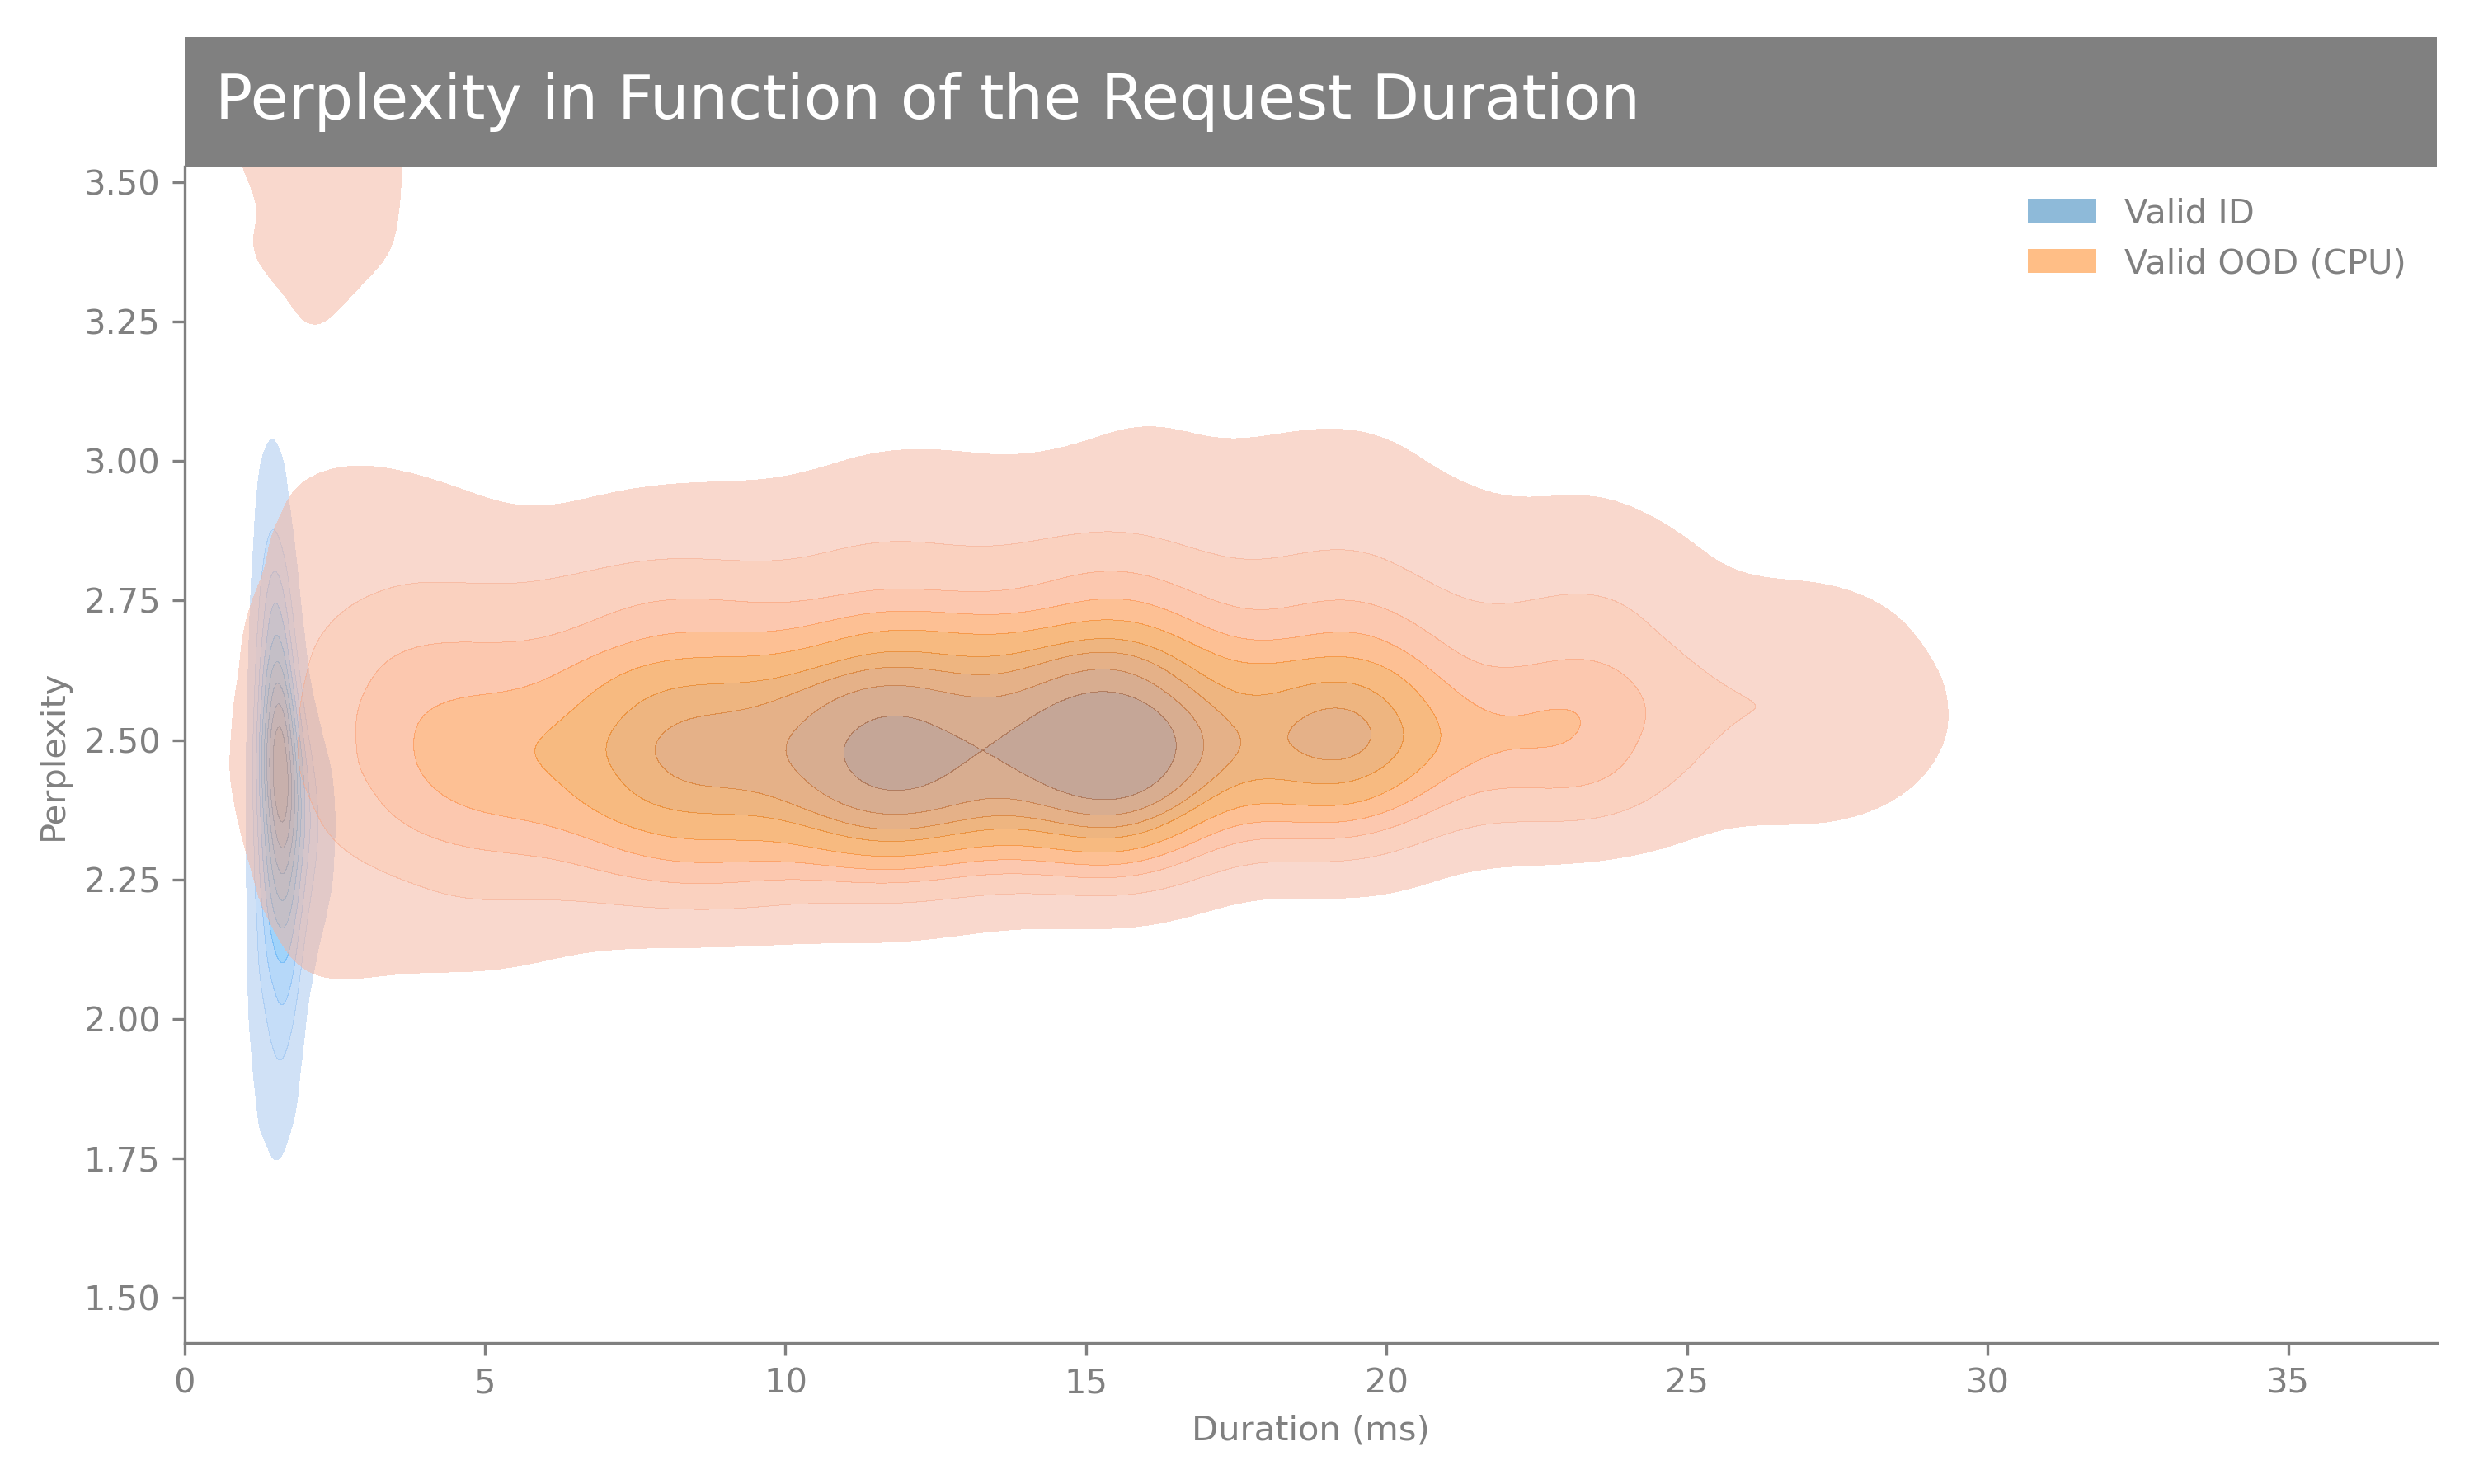 Perplexity in Function of the Request Duration
Valid ID
Valid OOD (CPU)
3.50
3.25
3.00
2.75
2.50
2.25
2.00
1.75
1.50
Perplexity
0 5 10 15 20 25 30 35
Duration (ms)